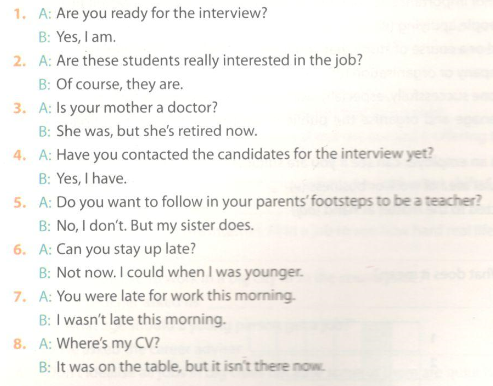 1. A: Are you ready for the interview?
B: Yes, I am.
2. A: Are these students really interested in the job?
B: Of course, they are.
3. A: Is your mother a doctor?
B: She was, but she's retired now.
4. A: Have you contacted the candidates for the interview yet?
B: Yes, I have.
5. A: Do you want to follow in your parents' footsteps to be a teacher?
B: No, I don't. But my sister does.
6. A: Can you stay up late?
B: Not now. I could when I was younger.
7. A: You were late for work this morning.
B: I wasn't late this morning.
8. A: Where's my CV?
B: It was on the table, but it isn't there now.